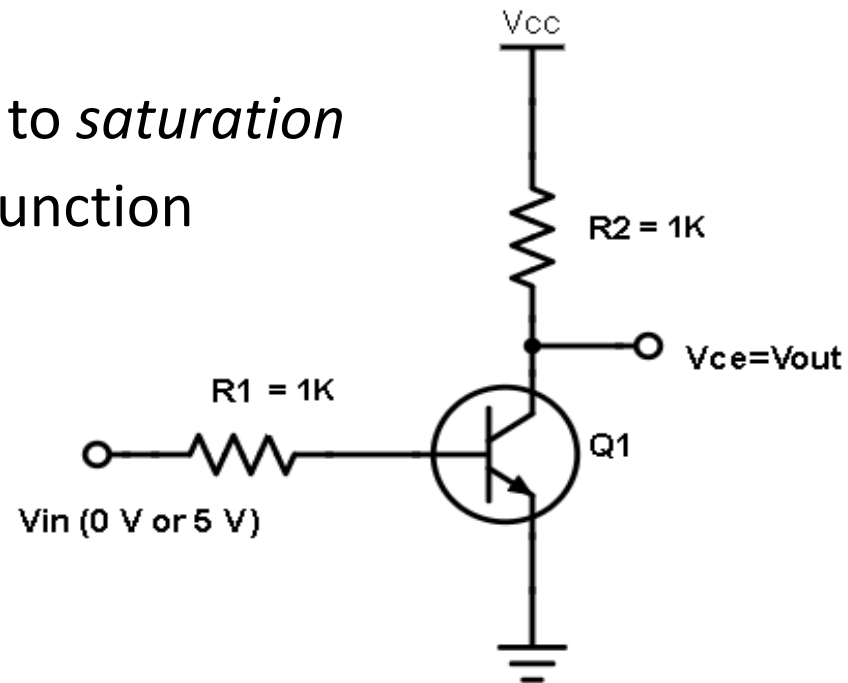 Vcc
to saturation
unction
R2 = 1K
Vce=Vout
R1 = 1K
Q1
Vin (0 V or 5 V)